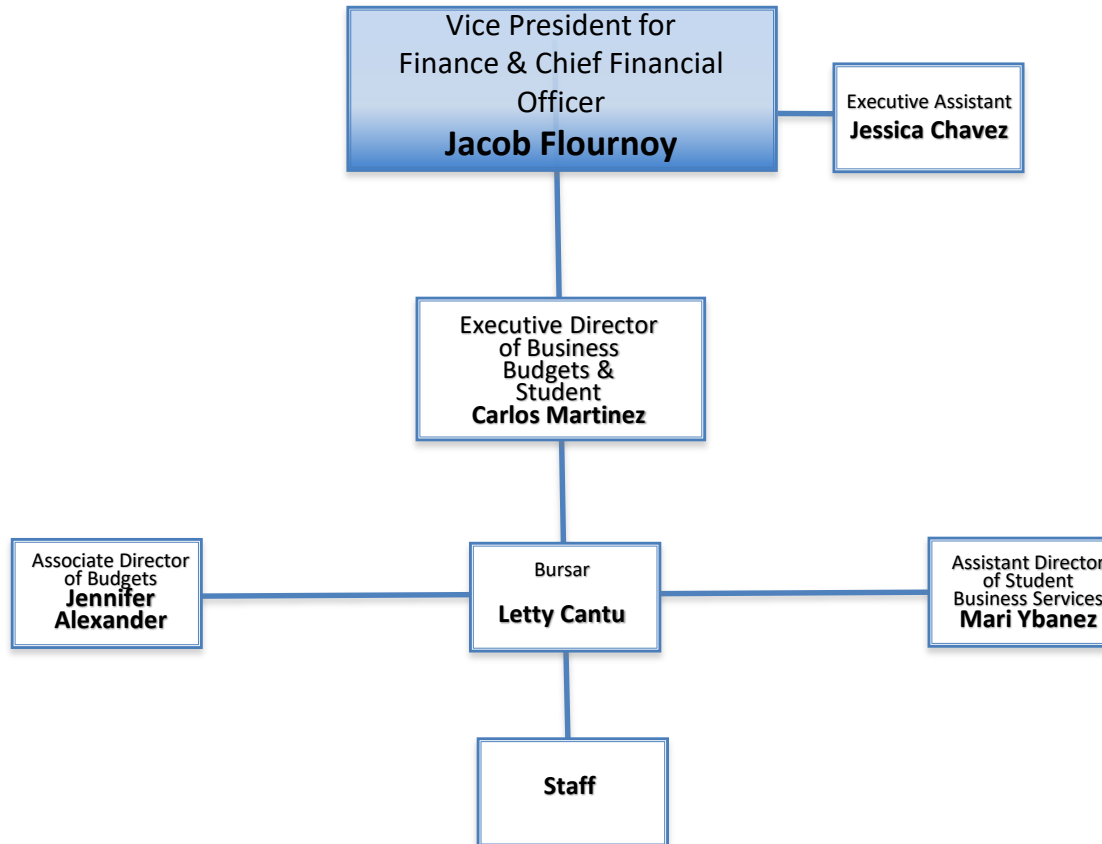 Vice President for
Finance & Chief Financial
Officer
Jacob Flournoy
Executive Assistant
Jessica Chavez
Executive Director
of Business
Budgets &
Student
Carlos Martinez
Associate Director
of Budgets
Jennifer
Alexander
Bursar
Letty Cantu
Assistant Director
of Student
Business Services
Mari Ybanez
Staff